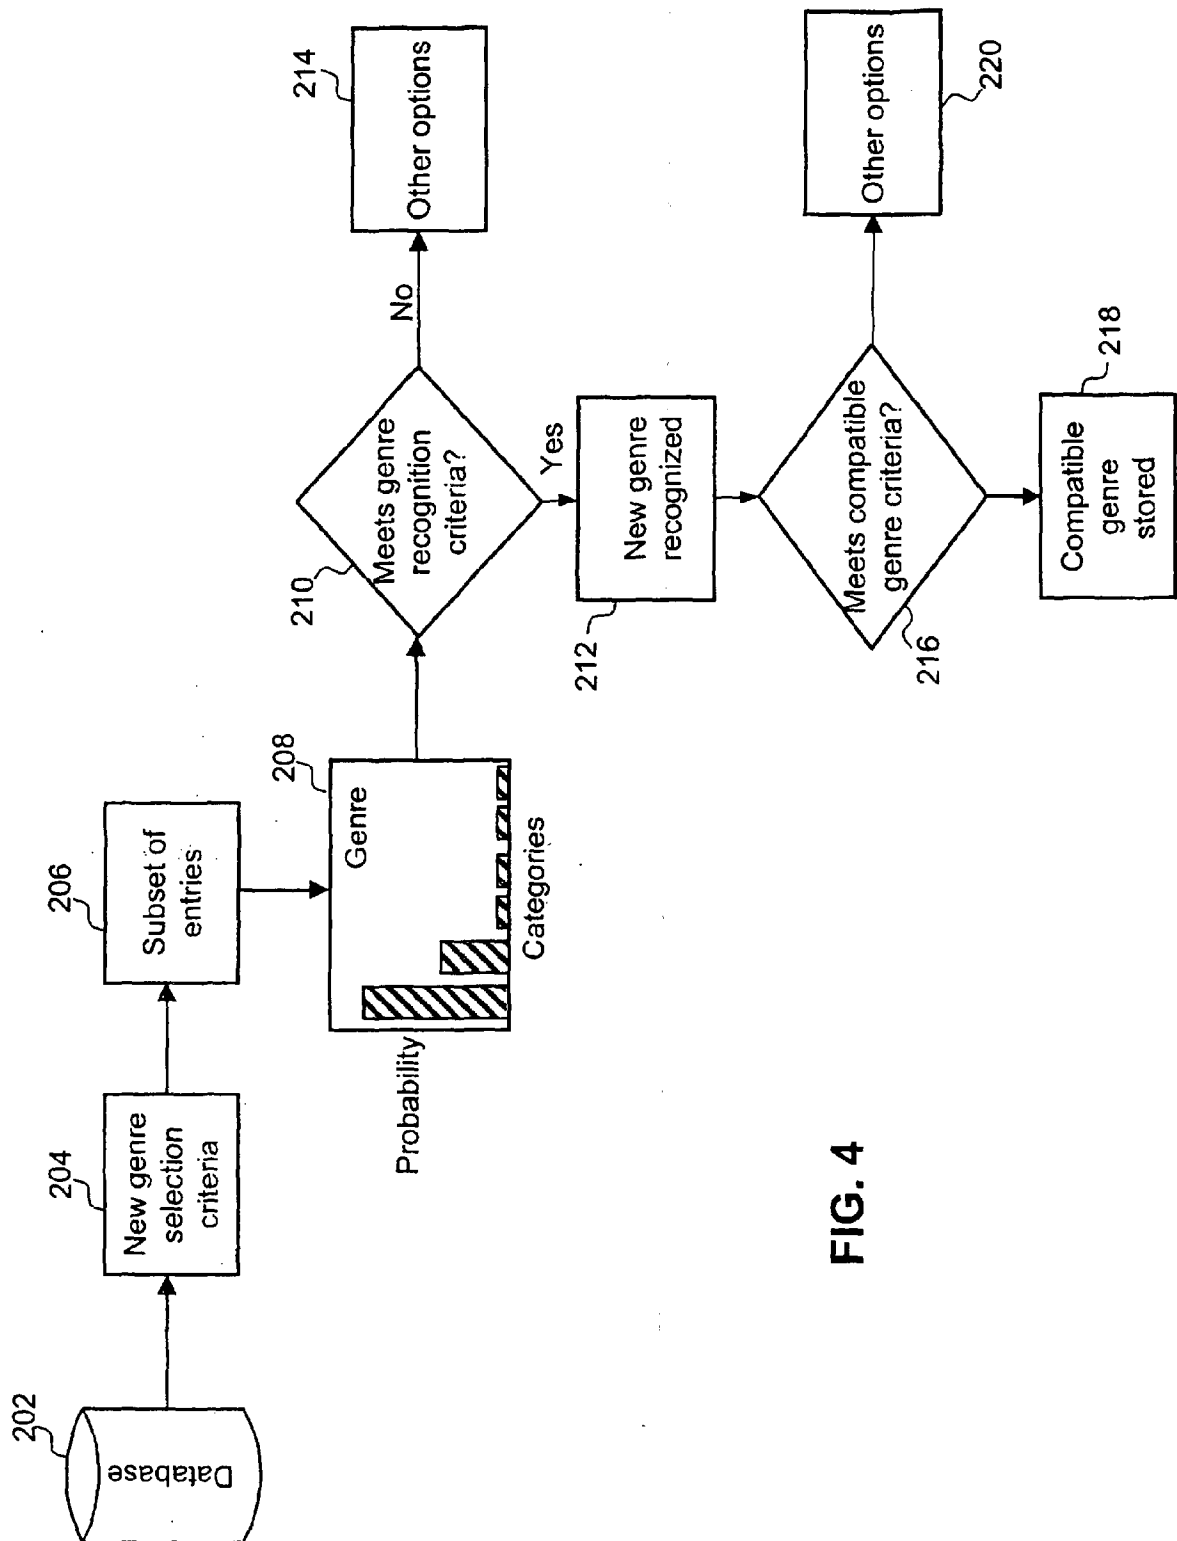 202
Database
204
New genre
selection
criteria
206
Subset of
entries
208
Genre
Probability
Categories
210
Meets genre
recognition
criteria?
No
214
Other options
Yes
212
New genre
recognized
216
Meets compatible
genre criteria?
220
Other options
218
Compatible
genre
stored
FIG. 4